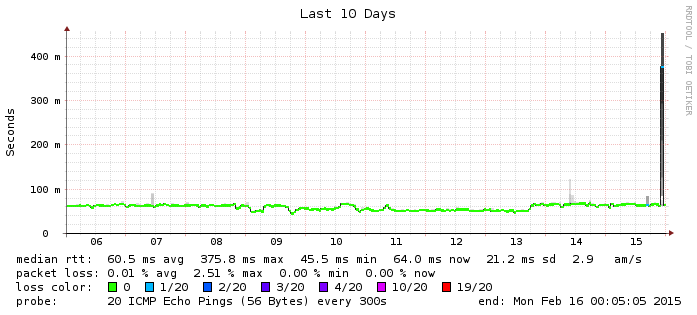 Last 10 Days
RRDTOOL / TOBI OETIKER
Seconds
400 m
300 m
200 m
100 m
0
06 07 08 09 10 11 12 13 14 15
median rtt: 60.5 ms avg 375.8 ms max 45.5 ms min 64.0 ms now 21.2 ms sd 2.9 am/s
packet loss: 0.01 % avg 2.51 % max 0.00 % min 0.00 % now
loss color: 0 1/20 2/20 3/20 4/20 10/20 19/20
probe: 20 ICMP Echo Pings (56 Bytes) every 300s end: Mon Feb 16 00:05:05 2015